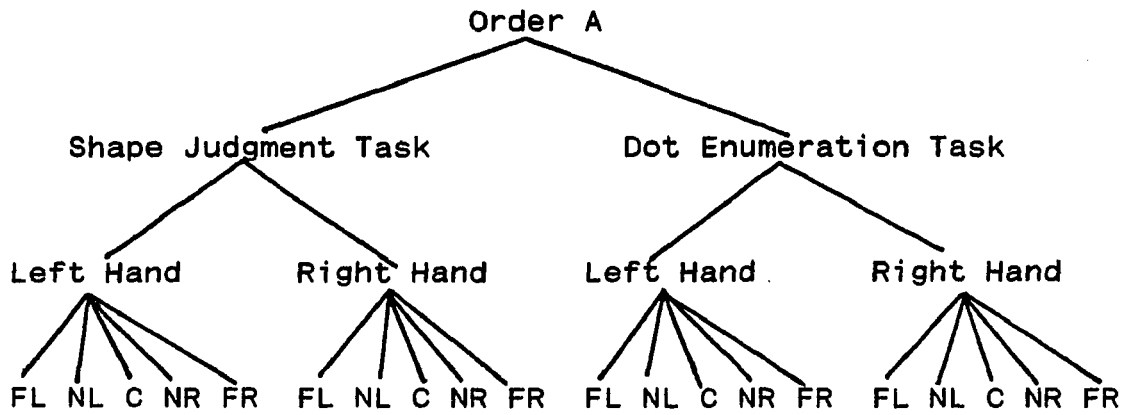 Order A
Shape Judgment Task Dot Enumeration Task
Left Hand Right Hand Left Hand Right Hand
FL NL C NR FR FL NL C NR FR FL NL C NR FR FL NL C NR FR